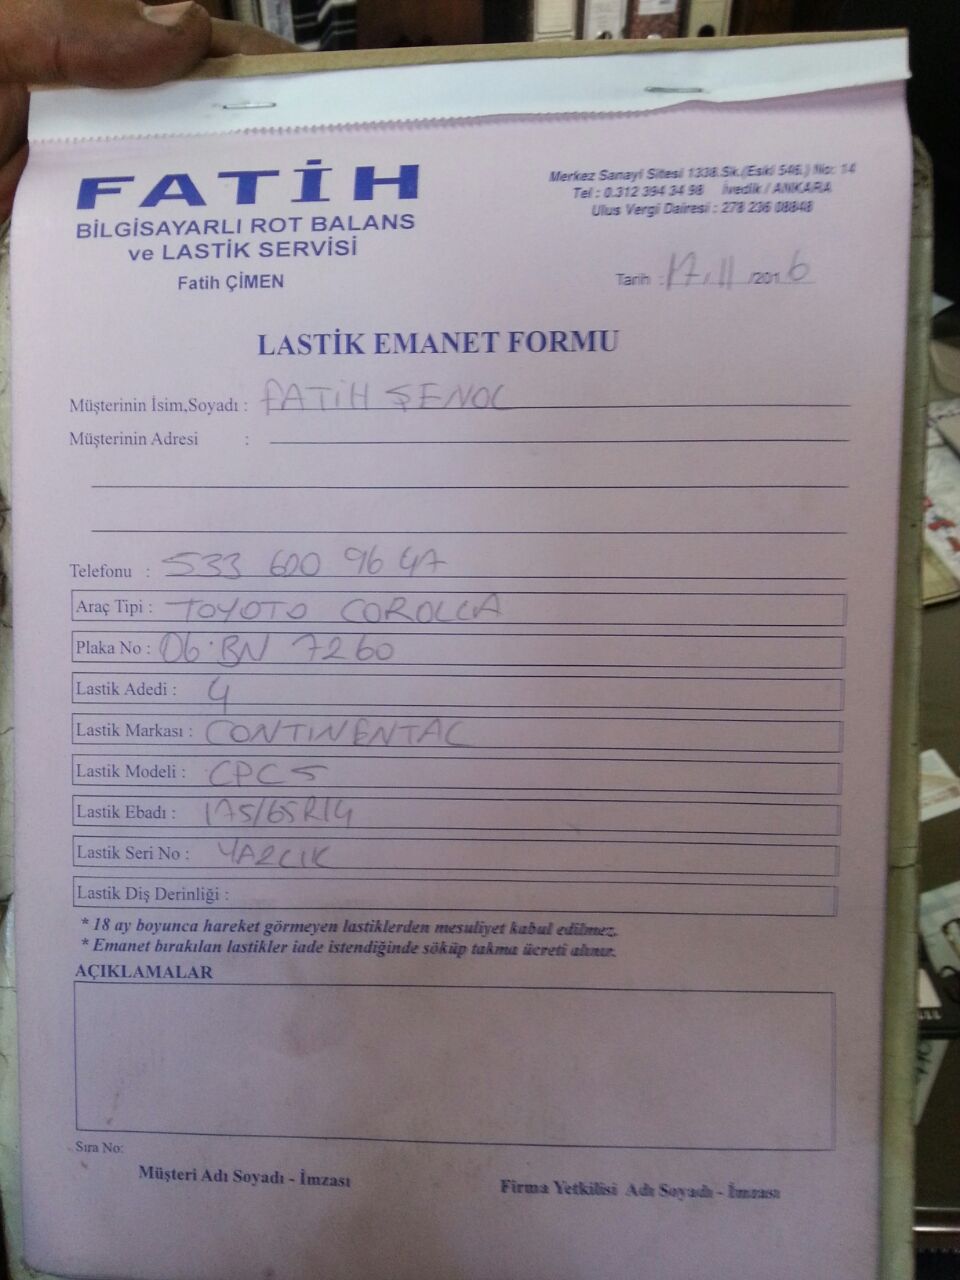 FATİH
BİLGİSAYARLI ROT BALANS
ve LASTİK SERVİSİ
Fatih ÇİMEN
Merkez Sanayi Sitesi 1338.Sk.(Eski 546.) No: 14
Tel : 0.312 394 34 98 İvedik / ANKARA
Ulus Vergi Dairesi : 278 236 08848
Tarih : 17.11/2016
LASTİK EMANET FORMU
Müşterinin İsim,Soyadı : FATİH ŞENOL
Müşterinin Adresi :
Telefonu : 533 600 96 47
Araç Tipi : TOYOTO COROLLA
Plaka No : 06 BN 7260
Lastik Adedi : 4
Lastik Markası : CONTINENTAL
Lastik Modeli : CPC5
Lastik Ebadı : 175/65R14
Lastik Seri No : YAZLIK
Lastik Diş Derinliği :
* 18 ay boyunca hareket görmeyen lastiklerden mesuliyet kabul edilmez.
* Emanet bırakılan lastikler iade istendiğinde söküp takma ücreti alınır.
AÇIKLAMALAR
Sıra No:
Müşteri Adı Soyadı - İmzası
Firma Yetkilisi Adı Soyadı - İmzası